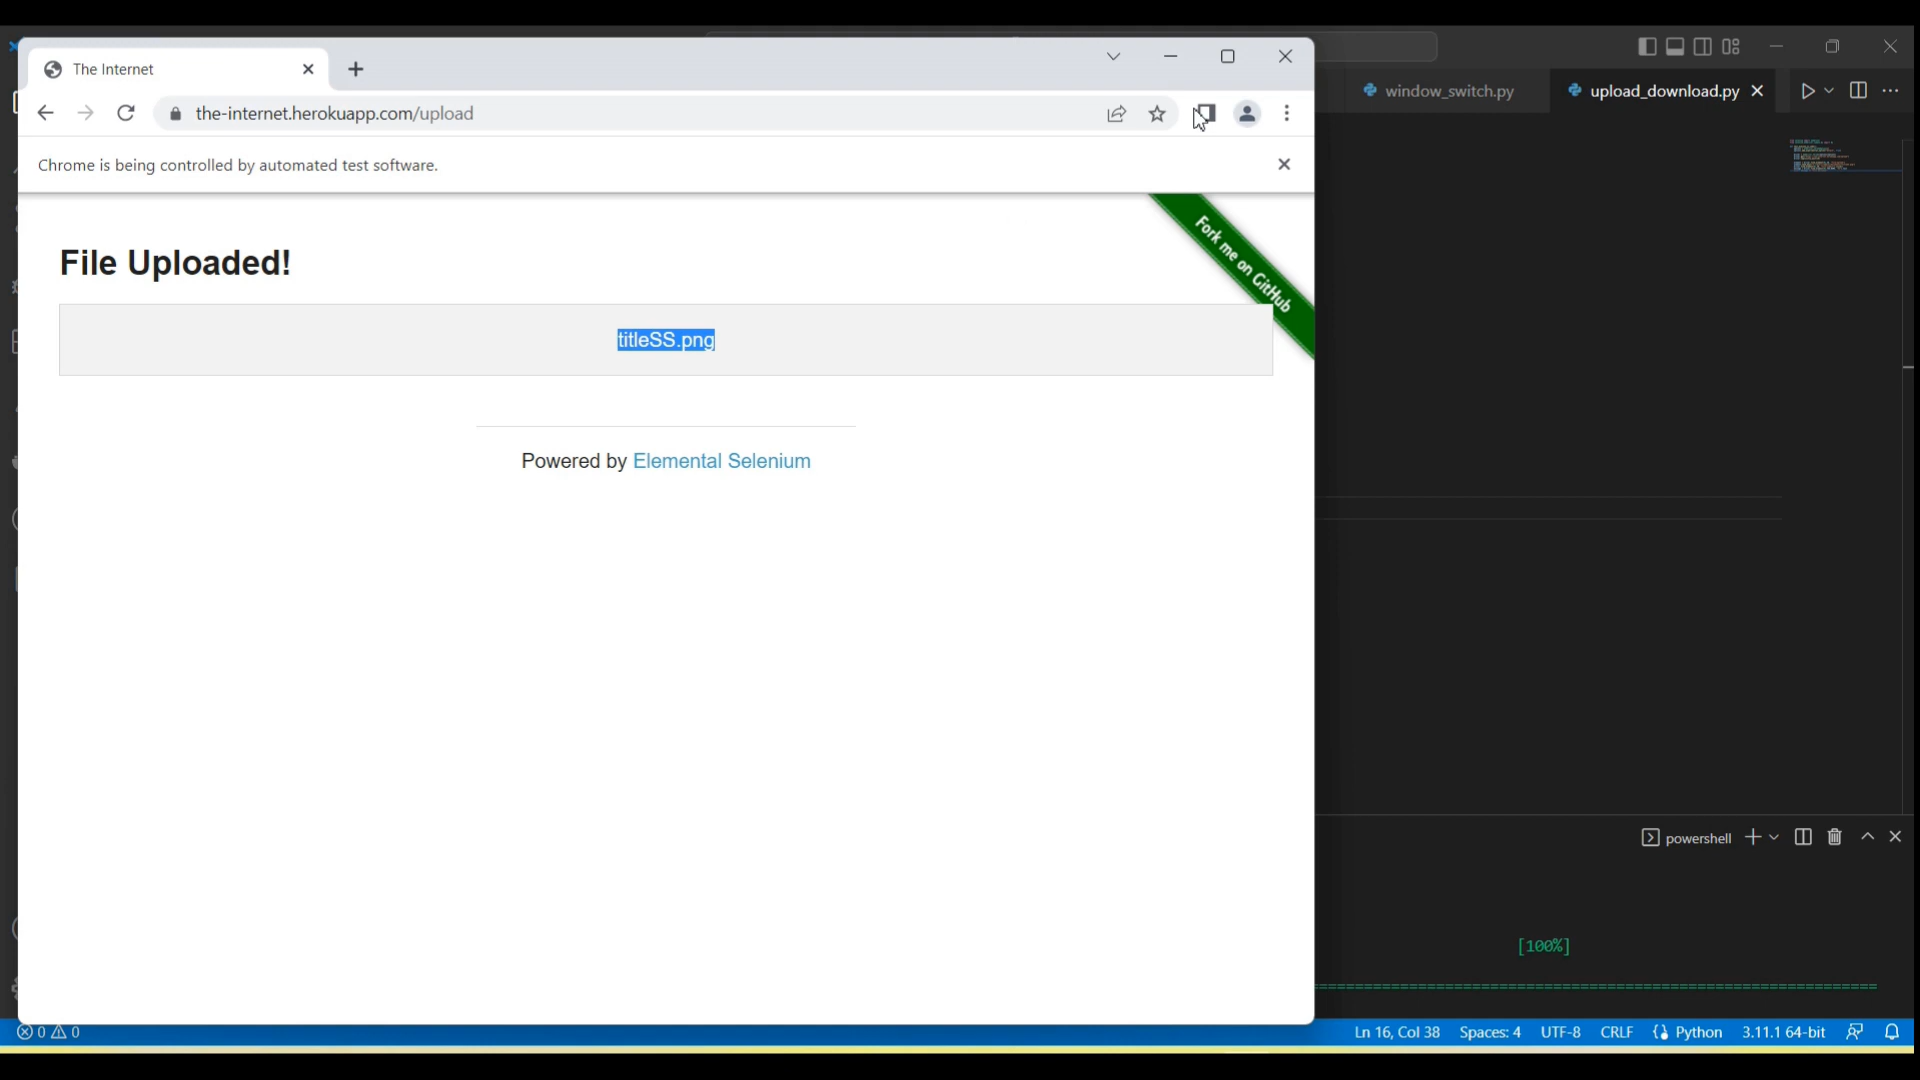 The Internet
window_switch.py
upload_download.py
the-internet.herokuapp.com/upload
Chrome is being controlled by automated test software.
Fork me on GitHub
File Uploaded!
titleSS.png
Powered by Elemental Selenium
powershell
[100%]
================================================================
0 0
Ln 16, Col 38 Spaces: 4 UTF-8 CRLF Python 3.11.1 64-bit